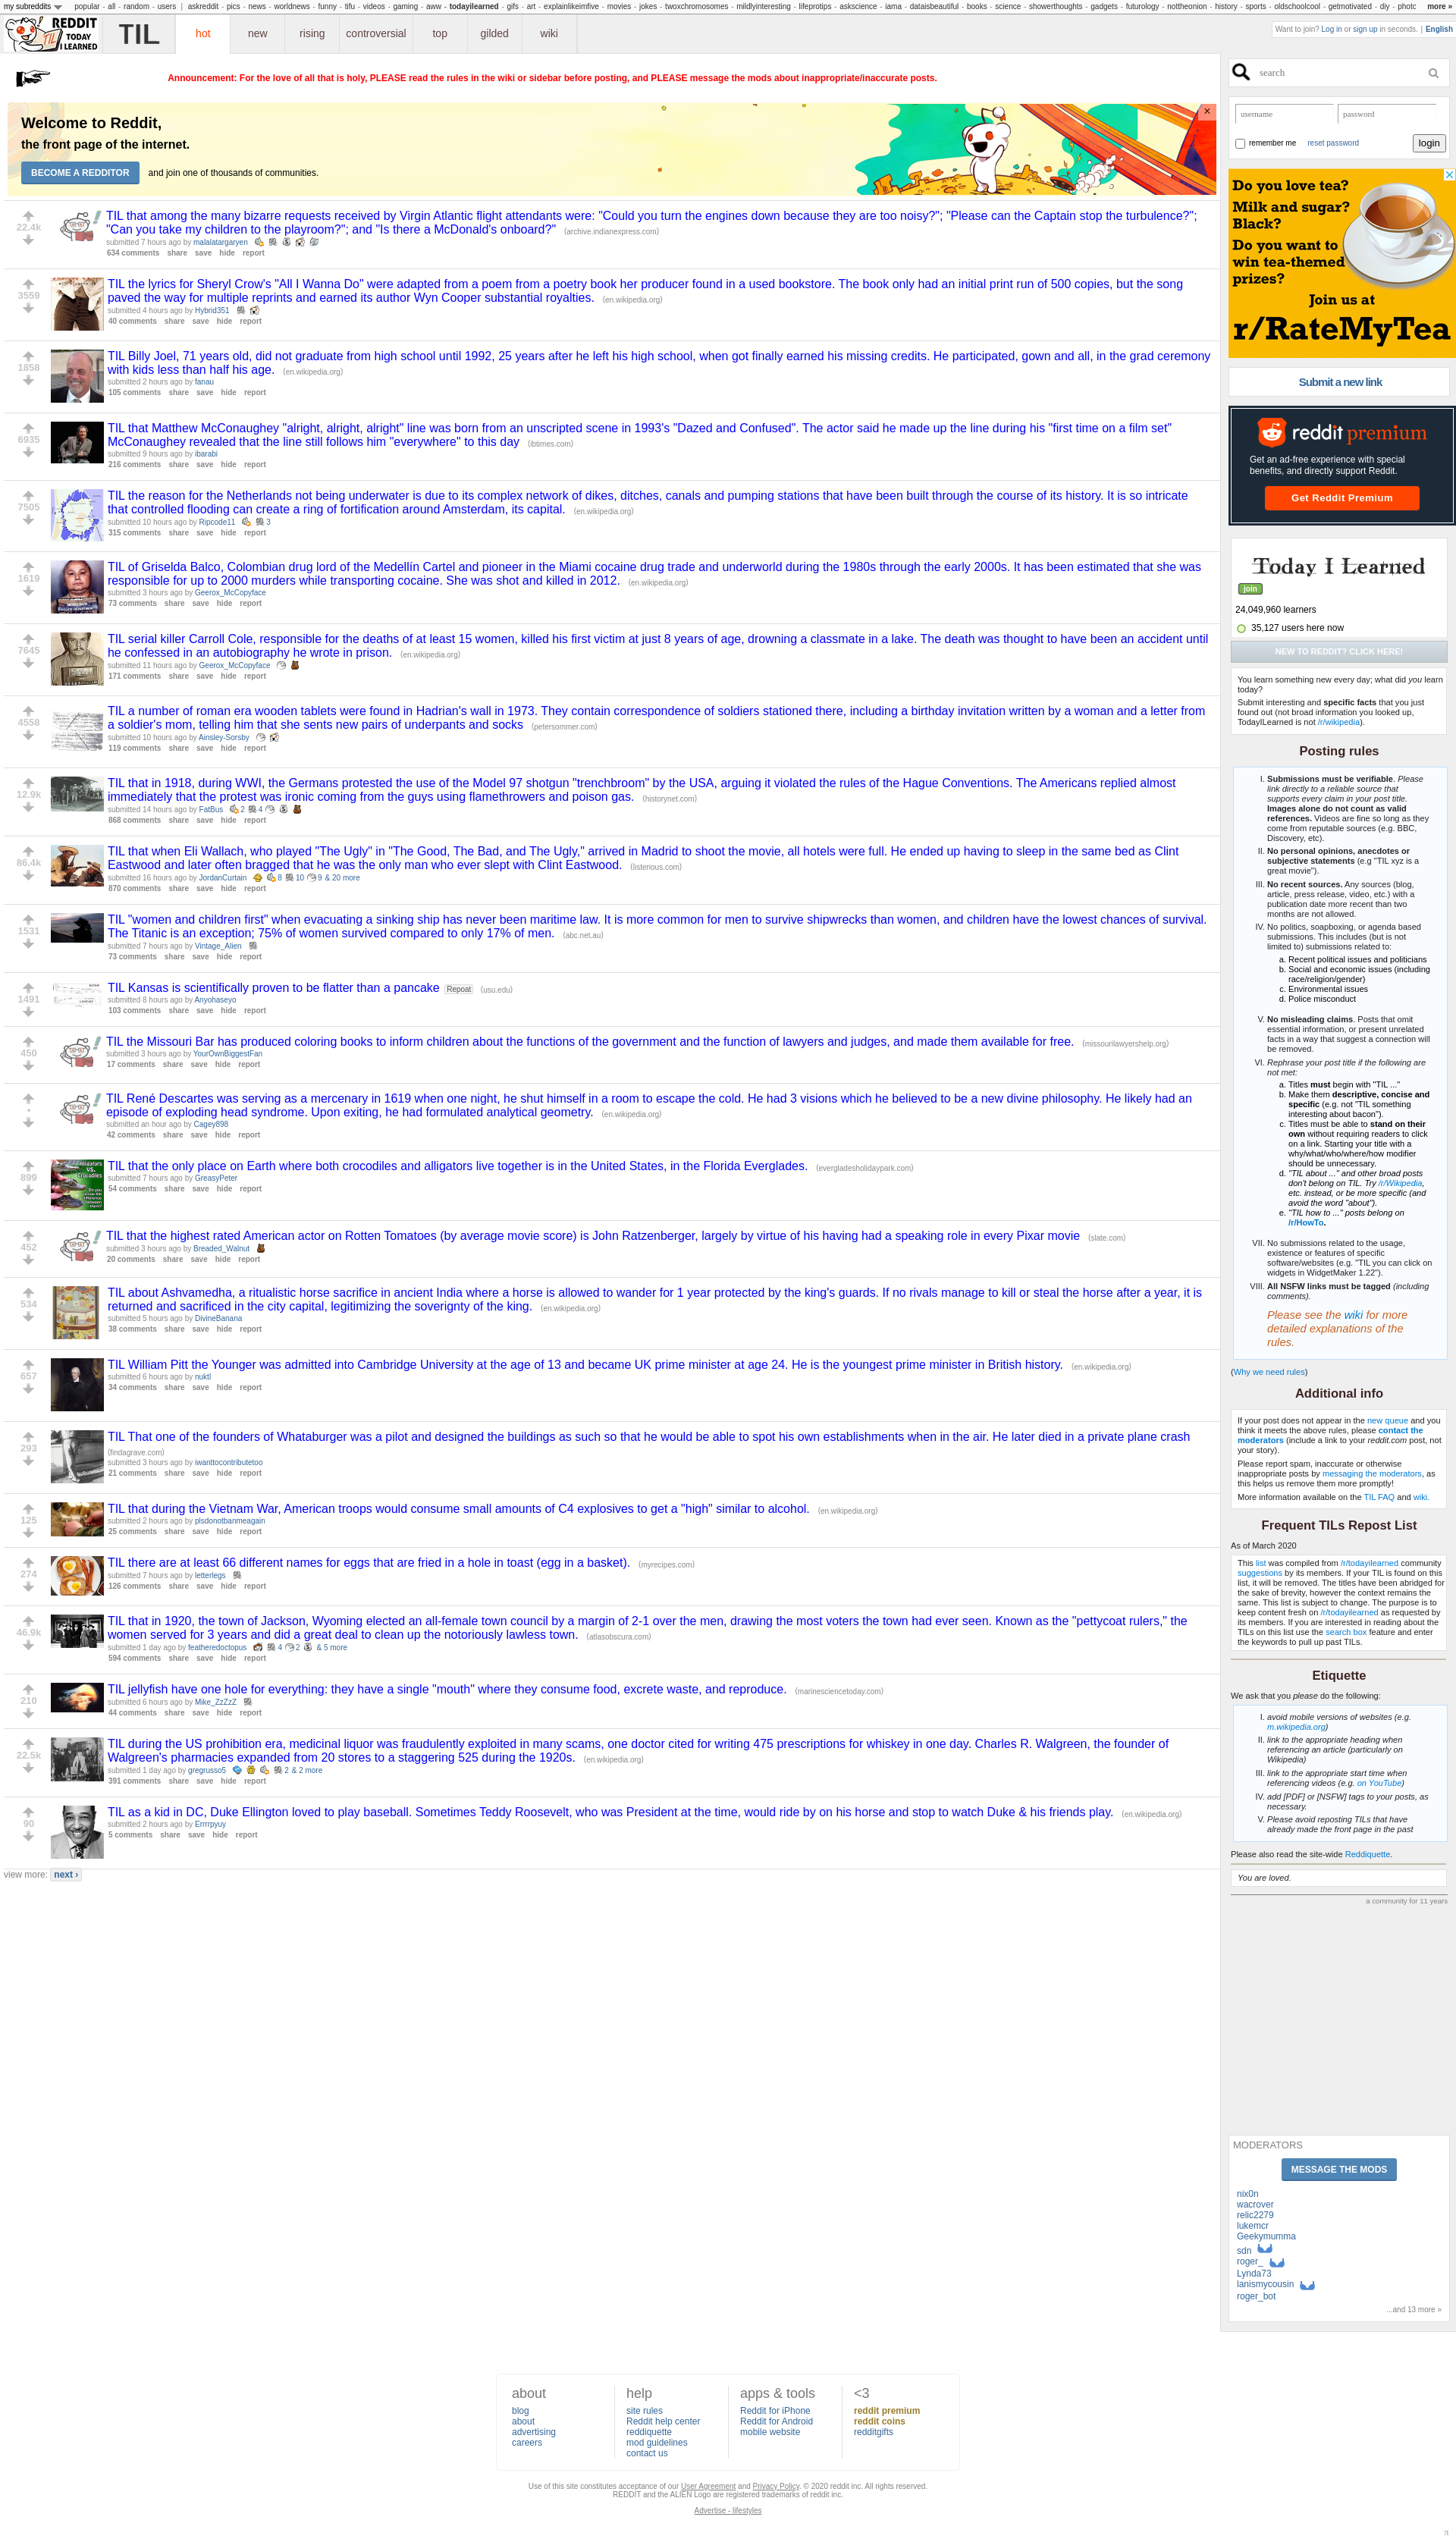 my subreddits popular - all - random - users | askreddit - pics - news - worldnews - funny - tifu - videos - gaming - aww - todayilearned - gifs - art - explainlikeimfive - movies - jokes - twoxchromosomes - mildlyinteresting - lifeprotips - askscience - iama - dataisbeautiful - books - science - showerthoughts - gadgets - futurology - nottheonion - history - sports - oldschoolcool - getmotivated - diy - photc more »
REDDIT TODAY I LEARNED TIL hot new rising controversial top gilded wiki
Want to join? Log in or sign up in seconds. | English
Announcement: For the love of all that is holy, PLEASE read the rules in the wiki or sidebar before posting, and PLEASE message the mods about inappropriate/inaccurate posts.
Welcome to Reddit,
the front page of the internet.
BECOME A REDDITOR and join one of thousands of communities.
22.4k
TIL that among the many bizarre requests received by Virgin Atlantic flight attendants were: "Could you turn the engines down because they are too noisy?"; "Please can the Captain stop the turbulence?";
"Can you take my children to the playroom?"; and "Is there a McDonald's onboard?" (archive.indianexpress.com)
submitted 7 hours ago by malalatargaryen
634 comments share save hide report
3559
TIL the lyrics for Sheryl Crow's "All I Wanna Do" were adapted from a poem from a poetry book her producer found in a used bookstore. The book only had an initial print run of 500 copies, but the song
paved the way for multiple reprints and earned its author Wyn Cooper substantial royalties. (en.wikipedia.org)
submitted 4 hours ago by Hybrid351
40 comments share save hide report
1858
TIL Billy Joel, 71 years old, did not graduate from high school until 1992, 25 years after he left his high school, when got finally earned his missing credits. He participated, gown and all, in the grad ceremony
with kids less than half his age. (en.wikipedia.org)
submitted 2 hours ago by fanau
105 comments share save hide report
6935
TIL that Matthew McConaughey "alright, alright, alright" line was born from an unscripted scene in 1993's "Dazed and Confused". The actor said he made up the line during his "first time on a film set"
McConaughey revealed that the line still follows him "everywhere" to this day (ibtimes.com)
submitted 9 hours ago by ibarabi
216 comments share save hide report
7505
TIL the reason for the Netherlands not being underwater is due to its complex network of dikes, ditches, canals and pumping stations that have been built through the course of its history. It is so intricate
that controlled flooding can create a ring of fortification around Amsterdam, its capital. (en.wikipedia.org)
submitted 10 hours ago by Ripcode11 3
315 comments share save hide report
1619
TIL of Griselda Balco, Colombian drug lord of the Medellín Cartel and pioneer in the Miami cocaine drug trade and underworld during the 1980s through the early 2000s. It has been estimated that she was
responsible for up to 2000 murders while transporting cocaine. She was shot and killed in 2012. (en.wikipedia.org)
submitted 3 hours ago by Geerox_McCopyface
73 comments share save hide report
7645
TIL serial killer Carroll Cole, responsible for the deaths of at least 15 women, killed his first victim at just 8 years of age, drowning a classmate in a lake. The death was thought to have been an accident until
he confessed in an autobiography he wrote in prison. (en.wikipedia.org)
submitted 11 hours ago by Geerox_McCopyface
171 comments share save hide report
4558
TIL a number of roman era wooden tablets were found in Hadrian's wall in 1973. They contain correspondence of soldiers stationed there, including a birthday invitation written by a woman and a letter from
a soldier's mom, telling him that she sents new pairs of underpants and socks (petersommer.com)
submitted 10 hours ago by Ainsley-Sorsby
119 comments share save hide report
12.9k
TIL that in 1918, during WWI, the Germans protested the use of the Model 97 shotgun "trenchbroom" by the USA, arguing it violated the rules of the Hague Conventions. The Americans replied almost
immediately that the protest was ironic coming from the guys using flamethrowers and poison gas. (historynet.com)
submitted 14 hours ago by FatBus 2 4
868 comments share save hide report
86.4k
TIL that when Eli Wallach, who played "The Ugly" in "The Good, The Bad, and The Ugly," arrived in Madrid to shoot the movie, all hotels were full. He ended up having to sleep in the same bed as Clint
Eastwood and later often bragged that he was the only man who ever slept with Clint Eastwood. (listerious.com)
submitted 16 hours ago by JordanCurtain 8 10 9 & 20 more
870 comments share save hide report
1531
TIL "women and children first" when evacuating a sinking ship has never been maritime law. It is more common for men to survive shipwrecks than women, and children have the lowest chances of survival.
The Titanic is an exception; 75% of women survived compared to only 17% of men. (abc.net.au)
submitted 7 hours ago by Vintage_Alien
73 comments share save hide report
1491
TIL Kansas is scientifically proven to be flatter than a pancake Repoat (usu.edu)
submitted 8 hours ago by Anyohaseyo
103 comments share save hide report
450
TIL the Missouri Bar has produced coloring books to inform children about the functions of the government and the function of lawyers and judges, and made them available for free. (missourilawyershelp.org)
submitted 3 hours ago by YourOwnBiggestFan
17 comments share save hide report
•
TIL René Descartes was serving as a mercenary in 1619 when one night, he shut himself in a room to escape the cold. He had 3 visions which he believed to be a new divine philosophy. He likely had an
episode of exploding head syndrome. Upon exiting, he had formulated analytical geometry. (en.wikipedia.org)
submitted an hour ago by Cagey898
42 comments share save hide report
899
TIL that the only place on Earth where both crocodiles and alligators live together is in the United States, in the Florida Everglades. (evergladesholidaypark.com)
submitted 7 hours ago by GreasyPeter
54 comments share save hide report
452
TIL that the highest rated American actor on Rotten Tomatoes (by average movie score) is John Ratzenberger, largely by virtue of his having had a speaking role in every Pixar movie (slate.com)
submitted 3 hours ago by Breaded_Walnut
20 comments share save hide report
534
TIL about Ashvamedha, a ritualistic horse sacrifice in ancient India where a horse is allowed to wander for 1 year protected by the king's guards. If no rivals manage to kill or steal the horse after a year, it is
returned and sacrificed in the city capital, legitimizing the soverignty of the king. (en.wikipedia.org)
submitted 5 hours ago by DivineBanana
38 comments share save hide report
657
TIL William Pitt the Younger was admitted into Cambridge University at the age of 13 and became UK prime minister at age 24. He is the youngest prime minister in British history. (en.wikipedia.org)
submitted 6 hours ago by nuktl
34 comments share save hide report
293
TIL That one of the founders of Whataburger was a pilot and designed the buildings as such so that he would be able to spot his own establishments when in the air. He later died in a private plane crash
(findagrave.com)
submitted 3 hours ago by iwanttocontributetoo
21 comments share save hide report
125
TIL that during the Vietnam War, American troops would consume small amounts of C4 explosives to get a "high" similar to alcohol. (en.wikipedia.org)
submitted 2 hours ago by plsdonotbanmeagain
25 comments share save hide report
274
TIL there are at least 66 different names for eggs that are fried in a hole in toast (egg in a basket). (myrecipes.com)
submitted 7 hours ago by letterlegs
126 comments share save hide report
46.9k
TIL that in 1920, the town of Jackson, Wyoming elected an all-female town council by a margin of 2-1 over the men, drawing the most voters the town had ever seen. Known as the "pettycoat rulers," the
women served for 3 years and did a great deal to clean up the notoriously lawless town. (atlasobscura.com)
submitted 1 day ago by featheredoctopus 4 2 & 5 more
594 comments share save hide report
210
TIL jellyfish have one hole for everything: they have a single "mouth" where they consume food, excrete waste, and reproduce. (marinesciencetoday.com)
submitted 6 hours ago by Mike_ZzZzZ
44 comments share save hide report
22.5k
TIL during the US prohibition era, medicinal liquor was fraudulently exploited in many scams, one doctor cited for writing 475 prescriptions for whiskey in one day. Charles R. Walgreen, the founder of
Walgreen's pharmacies expanded from 20 stores to a staggering 525 during the 1920s. (en.wikipedia.org)
submitted 1 day ago by gregrusso5 2 & 2 more
391 comments share save hide report
90
TIL as a kid in DC, Duke Ellington loved to play baseball. Sometimes Teddy Roosevelt, who was President at the time, would ride by on his horse and stop to watch Duke & his friends play. (en.wikipedia.org)
submitted 2 hours ago by Errrrpyuy
5 comments share save hide report
view more: next ›
search
username password
remember me reset password login
Do you love tea?
Milk and sugar?
Black?
Do you want to
win tea-themed
prizes?
Join us at
r/RateMyTea
Submit a new link
reddit premium
Get an ad-free experience with special
benefits, and directly support Reddit.
Get Reddit Premium
Today I Learned
join
24,049,960 learners
35,127 users here now
NEW TO REDDIT? CLICK HERE!
You learn something new every day; what did you learn
today?
Submit interesting and specific facts that you just
found out (not broad information you looked up,
TodayILearned is not /r/wikipedia).
Posting rules
I. Submissions must be verifiable. Please
link directly to a reliable source that
supports every claim in your post title.
Images alone do not count as valid
references. Videos are fine so long as they
come from reputable sources (e.g. BBC,
Discovery, etc).
II. No personal opinions, anecdotes or
subjective statements (e.g "TIL xyz is a
great movie").
III. No recent sources. Any sources (blog,
article, press release, video, etc.) with a
publication date more recent than two
months are not allowed.
IV. No politics, soapboxing, or agenda based
submissions. This includes (but is not
limited to) submissions related to:
a. Recent political issues and politicians
b. Social and economic issues (including
race/religion/gender)
c. Environmental issues
d. Police misconduct
V. No misleading claims. Posts that omit
essential information, or present unrelated
facts in a way that suggest a connection will
be removed.
VI. Rephrase your post title if the following are
not met:
a. Titles must begin with "TIL ..."
b. Make them descriptive, concise and
specific (e.g. not "TIL something
interesting about bacon").
c. Titles must be able to stand on their
own without requiring readers to click
on a link. Starting your title with a
why/what/who/where/how modifier
should be unnecessary.
d. "TIL about ..." and other broad posts
don't belong on TIL. Try /r/Wikipedia,
etc. instead, or be more specific (and
avoid the word "about").
e. "TIL how to ..." posts belong on
/r/HowTo.
VII. No submissions related to the usage,
existence or features of specific
software/websites (e.g. "TIL you can click on
widgets in WidgetMaker 1.22").
VIII. All NSFW links must be tagged (including
comments).
Please see the wiki for more
detailed explanations of the
rules.
(Why we need rules)
Additional info
If your post does not appear in the new queue and you
think it meets the above rules, please contact the
moderators (include a link to your reddit.com post, not
your story).
Please report spam, inaccurate or otherwise
inappropriate posts by messaging the moderators, as
this helps us remove them more promptly!
More information available on the TIL FAQ and wiki.
Frequent TILs Repost List
As of March 2020
This list was compiled from /r/todayilearned community
suggestions by its members. If your TIL is found on this
list, it will be removed. The titles have been abridged for
the sake of brevity, however the context remains the
same. This list is subject to change. The purpose is to
keep content fresh on /r/todayilearned as requested by
its members. If you are interested in reading about the
TILs on this list use the search box feature and enter
the keywords to pull up past TILs.
Etiquette
We ask that you please do the following:
I. avoid mobile versions of websites (e.g.
m.wikipedia.org)
II. link to the appropriate heading when
referencing an article (particularly on
Wikipedia)
III. link to the appropriate start time when
referencing videos (e.g. on YouTube)
IV. add [PDF] or [NSFW] tags to your posts, as
necessary.
V. Please avoid reposting TILs that have
already made the front page in the past
Please also read the site-wide Reddiquette.
You are loved.
a community for 11 years
MODERATORS
MESSAGE THE MODS
nix0n
wacrover
relic2279
lukemcr
Geekymumma
sdn
roger_
Lynda73
lanismycousin
roger_bot
...and 13 more »
about
blog
about
advertising
careers
help
site rules
Reddit help center
reddiquette
mod guidelines
contact us
apps & tools
Reddit for iPhone
Reddit for Android
mobile website
<3
reddit premium
reddit coins
redditgifts
Use of this site constitutes acceptance of our User Agreement and Privacy Policy. © 2020 reddit inc. All rights reserved.
REDDIT and the ALIEN Logo are registered trademarks of reddit inc.
Advertise - lifestyles
π